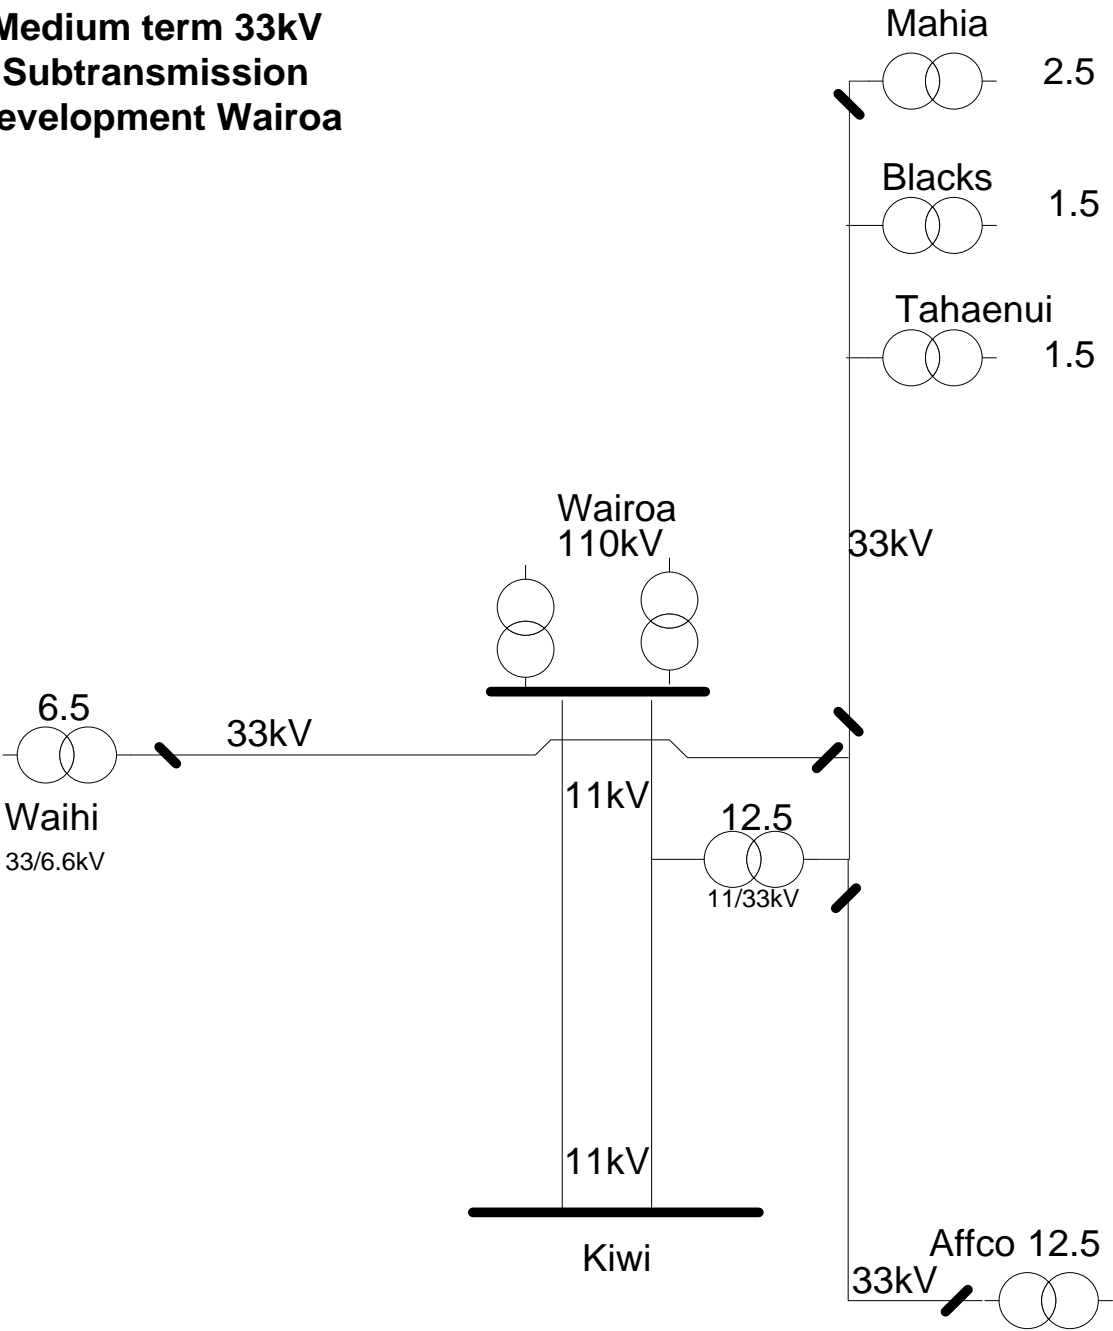 Medium term 33kV
Subtransmission
evelopment Wairoa
Mahia
2.5
Blacks
1.5
Tahaenui
1.5
Wairoa
110kV
33kV
6.5
33kV
Waihi
33/6.6kV
11kV
12.5
11/33kV
11kV
Kiwi
Affco 12.5
33kV